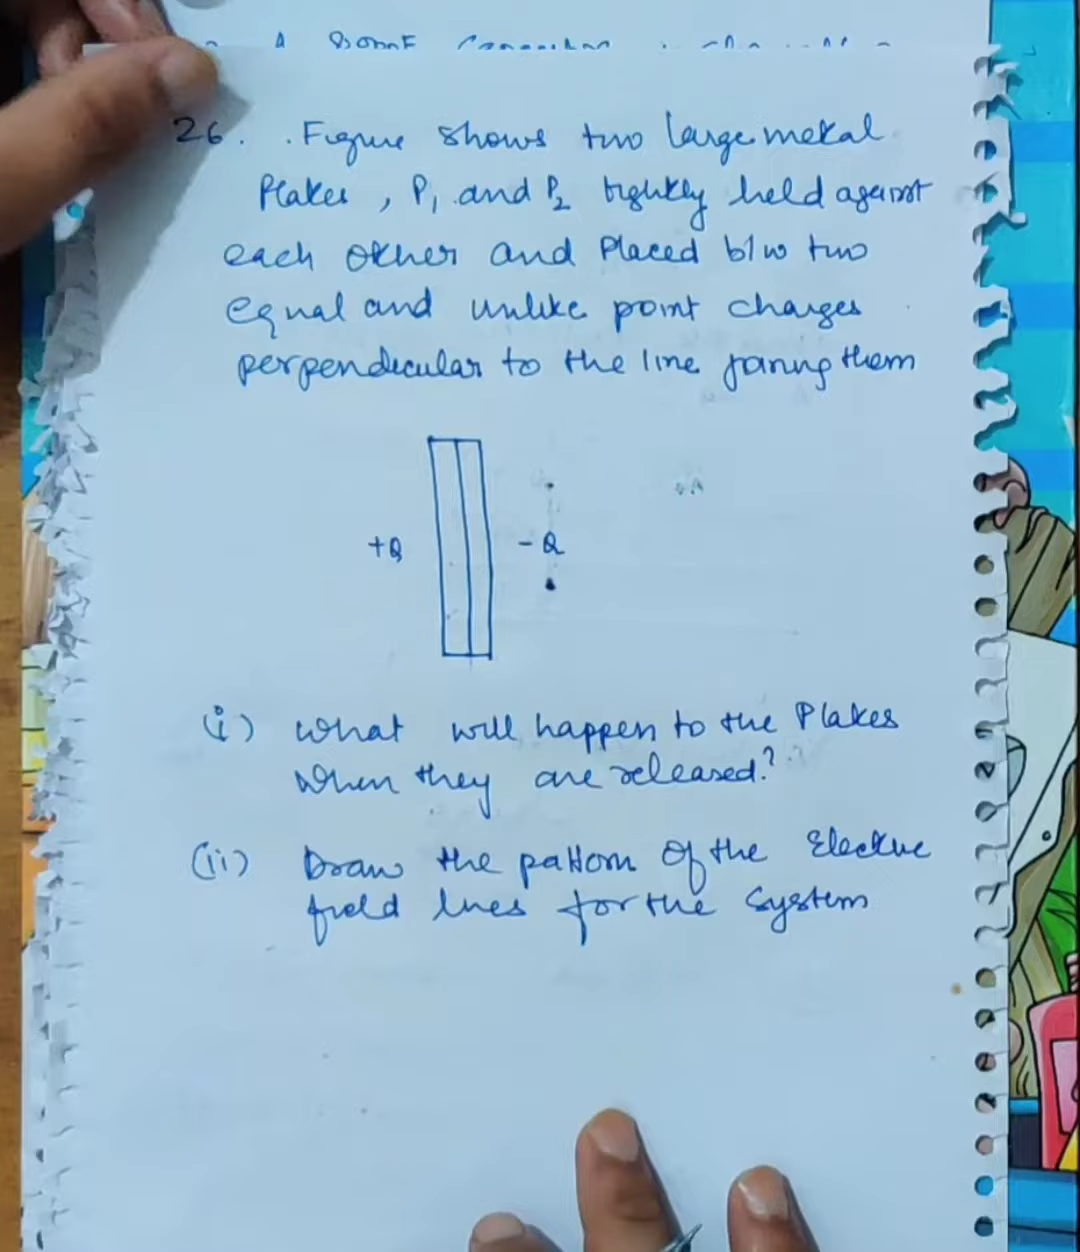 26. . Figure shows two large metal
Plates , P₁ and P₂ tightly held against
each other and Placed b/w two
equal and unlike point charges
perpendicular to the line joining them
+Q
- Q
(i) What will happen to the Plates
When they are released?
(ii) Draw the pattern of the Electric
field lines for the System